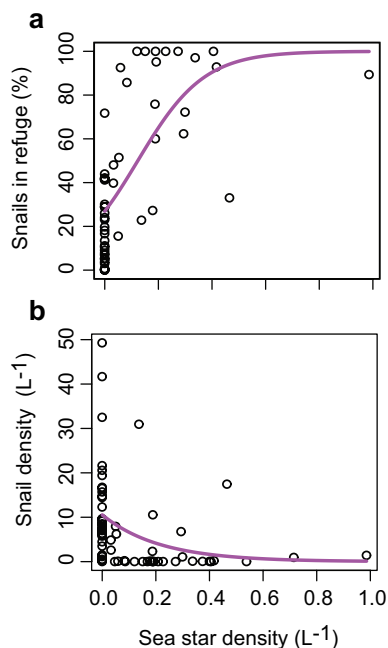 a
Snails in refuge (%)
100
80
60
40
20
0
b
Snail density (L-1)
50
40
30
20
10
0
0.0 0.2 0.4 0.6 0.8 1.0
Sea star density (L-1)